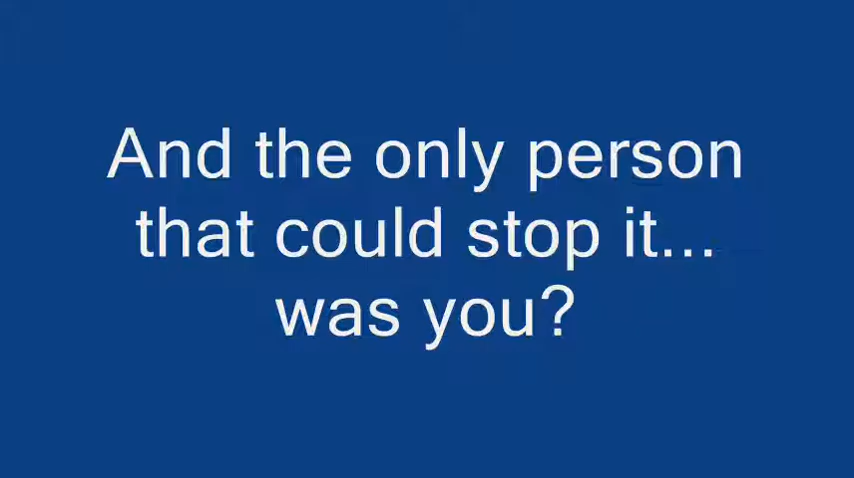 And the only person
that could stop it...
was you?